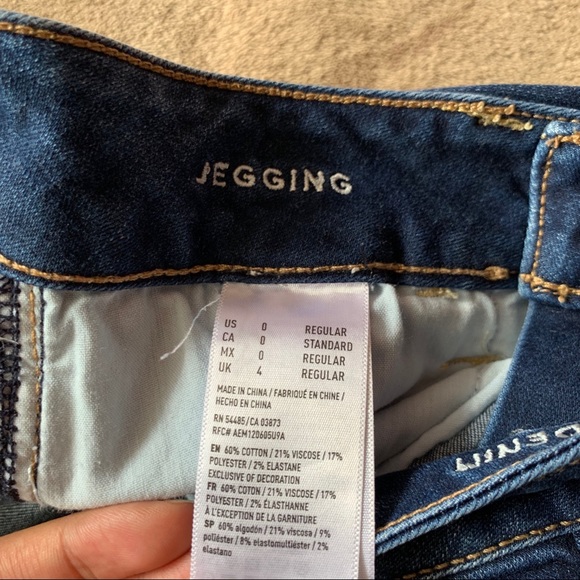 JEGGING
US 0 REGULAR
CA 0 STANDARD
MX 0 REGULAR
UK 4 REGULAR
MADE IN CHINA / FABRIQUÉ EN CHINE /
HECHO EN CHINA
RN 54485 / CA 03873
RFC# AEM120605U9A
EN 60% COTTON / 21% VISCOSE / 17%
POLYESTER / 2% ELASTANE
EXCLUSIVE OF DECORATION
FR 60% COTON / 21% VISCOSE / 17%
POLYESTER / 2% ÉLASTHANNE
À L'EXCEPTION DE LA GARNITURE
SP 60% algodón / 21% viscosa / 9%
poliéster / 8% elastomultiéster / 2%
elastano
DENIM